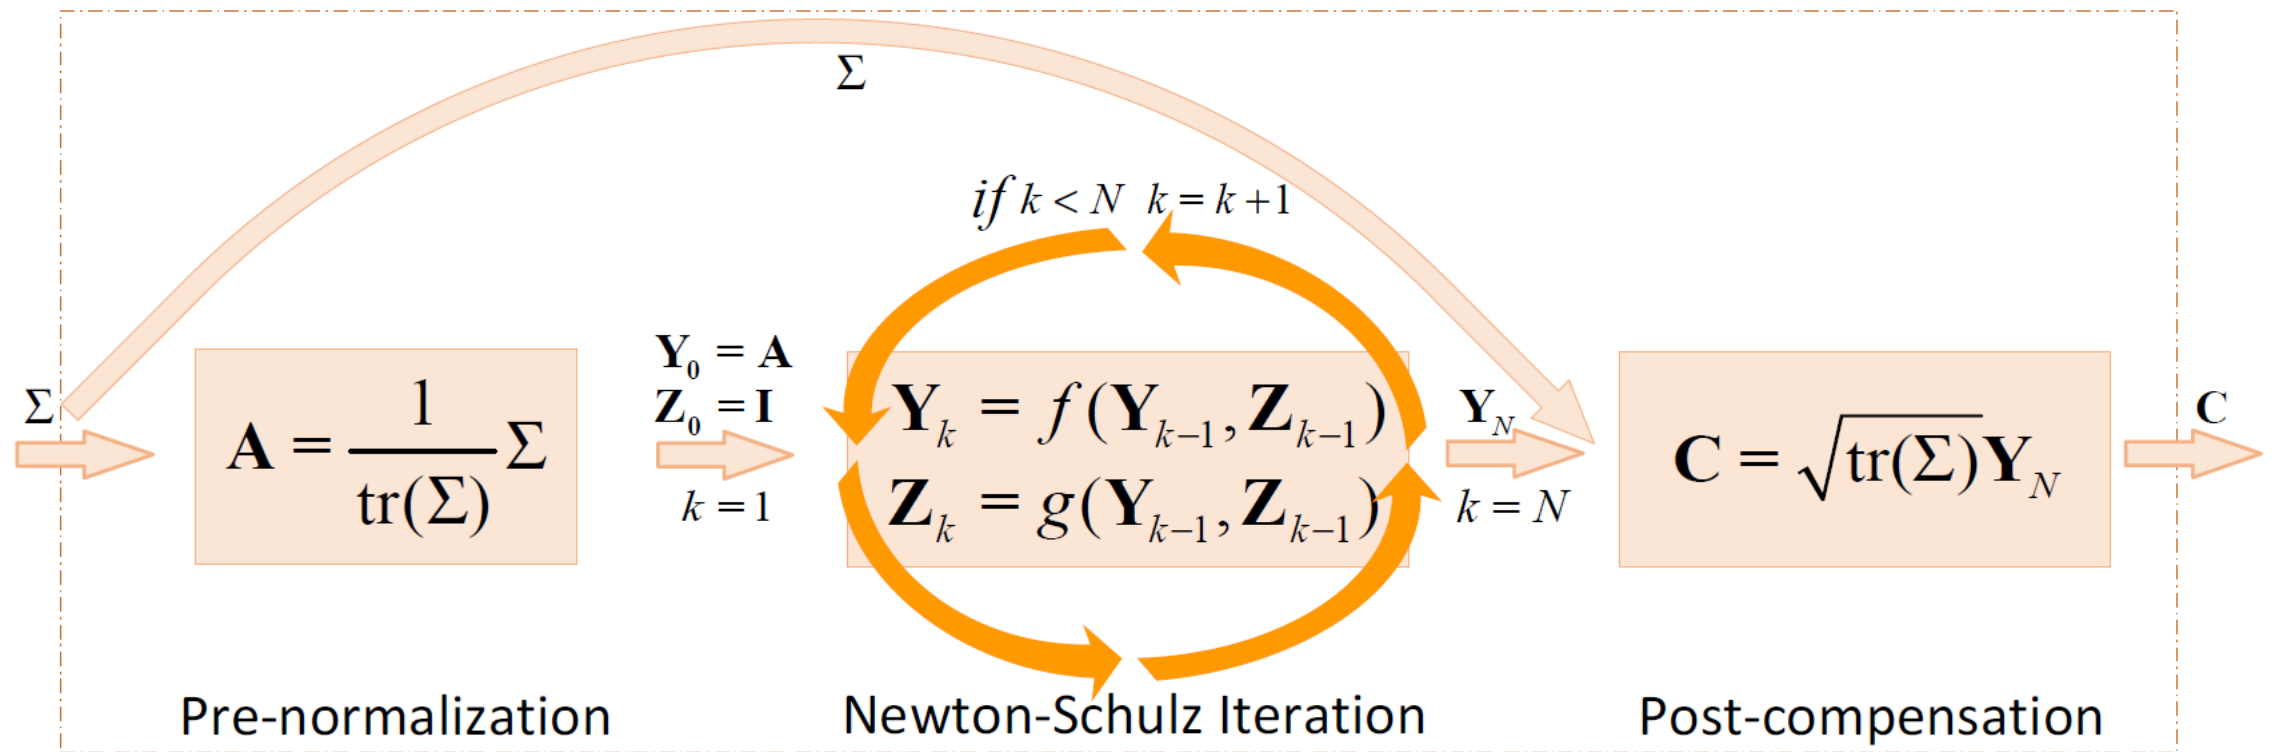 Σ
if k < N  k = k +1
Σ
A = 1/tr(Σ) Σ
Y₀ = A
Z₀ = I
k = 1
Yₖ = f(Yₖ₋₁, Zₖ₋₁)
Zₖ = g(Yₖ₋₁, Zₖ₋₁)
Y_N
k = N
C = √tr(Σ) Y_N
C
Pre-normalization
Newton-Schulz Iteration
Post-compensation